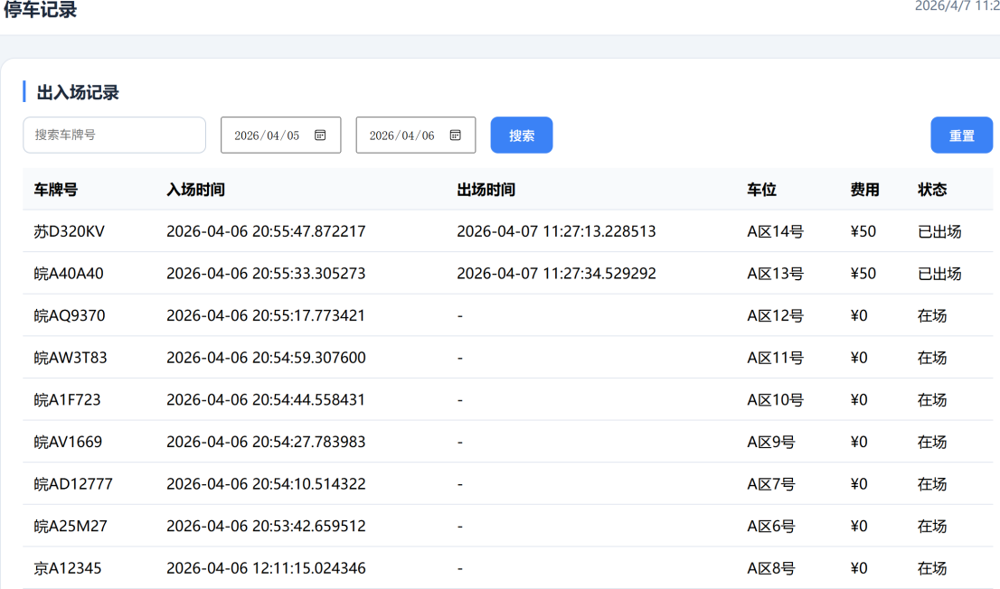 停车记录
2026/4/7 11:2
出入场记录
搜索车牌号 2026/04/05 2026/04/06 搜索 重置
车牌号 入场时间 出场时间 车位 费用 状态
苏D320KV 2026-04-06 20:55:47.872217 2026-04-07 11:27:13.228513 A区14号 ¥50 已出场
皖A40A40 2026-04-06 20:55:33.305273 2026-04-07 11:27:34.529292 A区13号 ¥50 已出场
皖AQ9370 2026-04-06 20:55:17.773421 - A区12号 ¥0 在场
皖AW3T83 2026-04-06 20:54:59.307600 - A区11号 ¥0 在场
皖A1F723 2026-04-06 20:54:44.558431 - A区10号 ¥0 在场
皖AV1669 2026-04-06 20:54:27.783983 - A区9号 ¥0 在场
皖AD12777 2026-04-06 20:54:10.514322 - A区7号 ¥0 在场
皖A25M27 2026-04-06 20:53:42.659512 - A区6号 ¥0 在场
京A12345 2026-04-06 12:11:15.024346 - A区8号 ¥0 在场